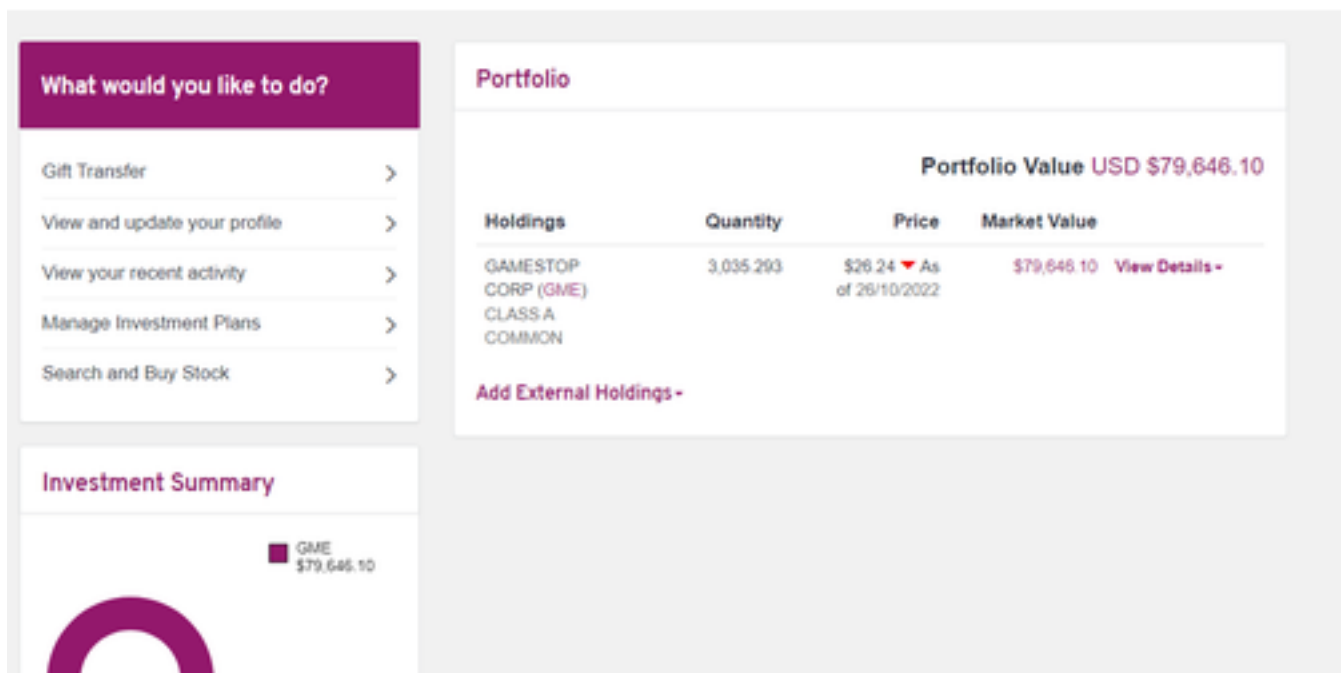 What would you like to do?
Gift Transfer
View and update your profile
View your recent activity
Manage Investment Plans
Search and Buy Stock
Investment Summary
GME
$79,646.10
Portfolio
Portfolio Value USD $79,646.10
Holdings Quantity Price Market Value
GAMESTOP 3,035.293 $26.24 As $79,646.10 View Details
CORP (GME) of 26/10/2022
CLASS A
COMMON
Add External Holdings